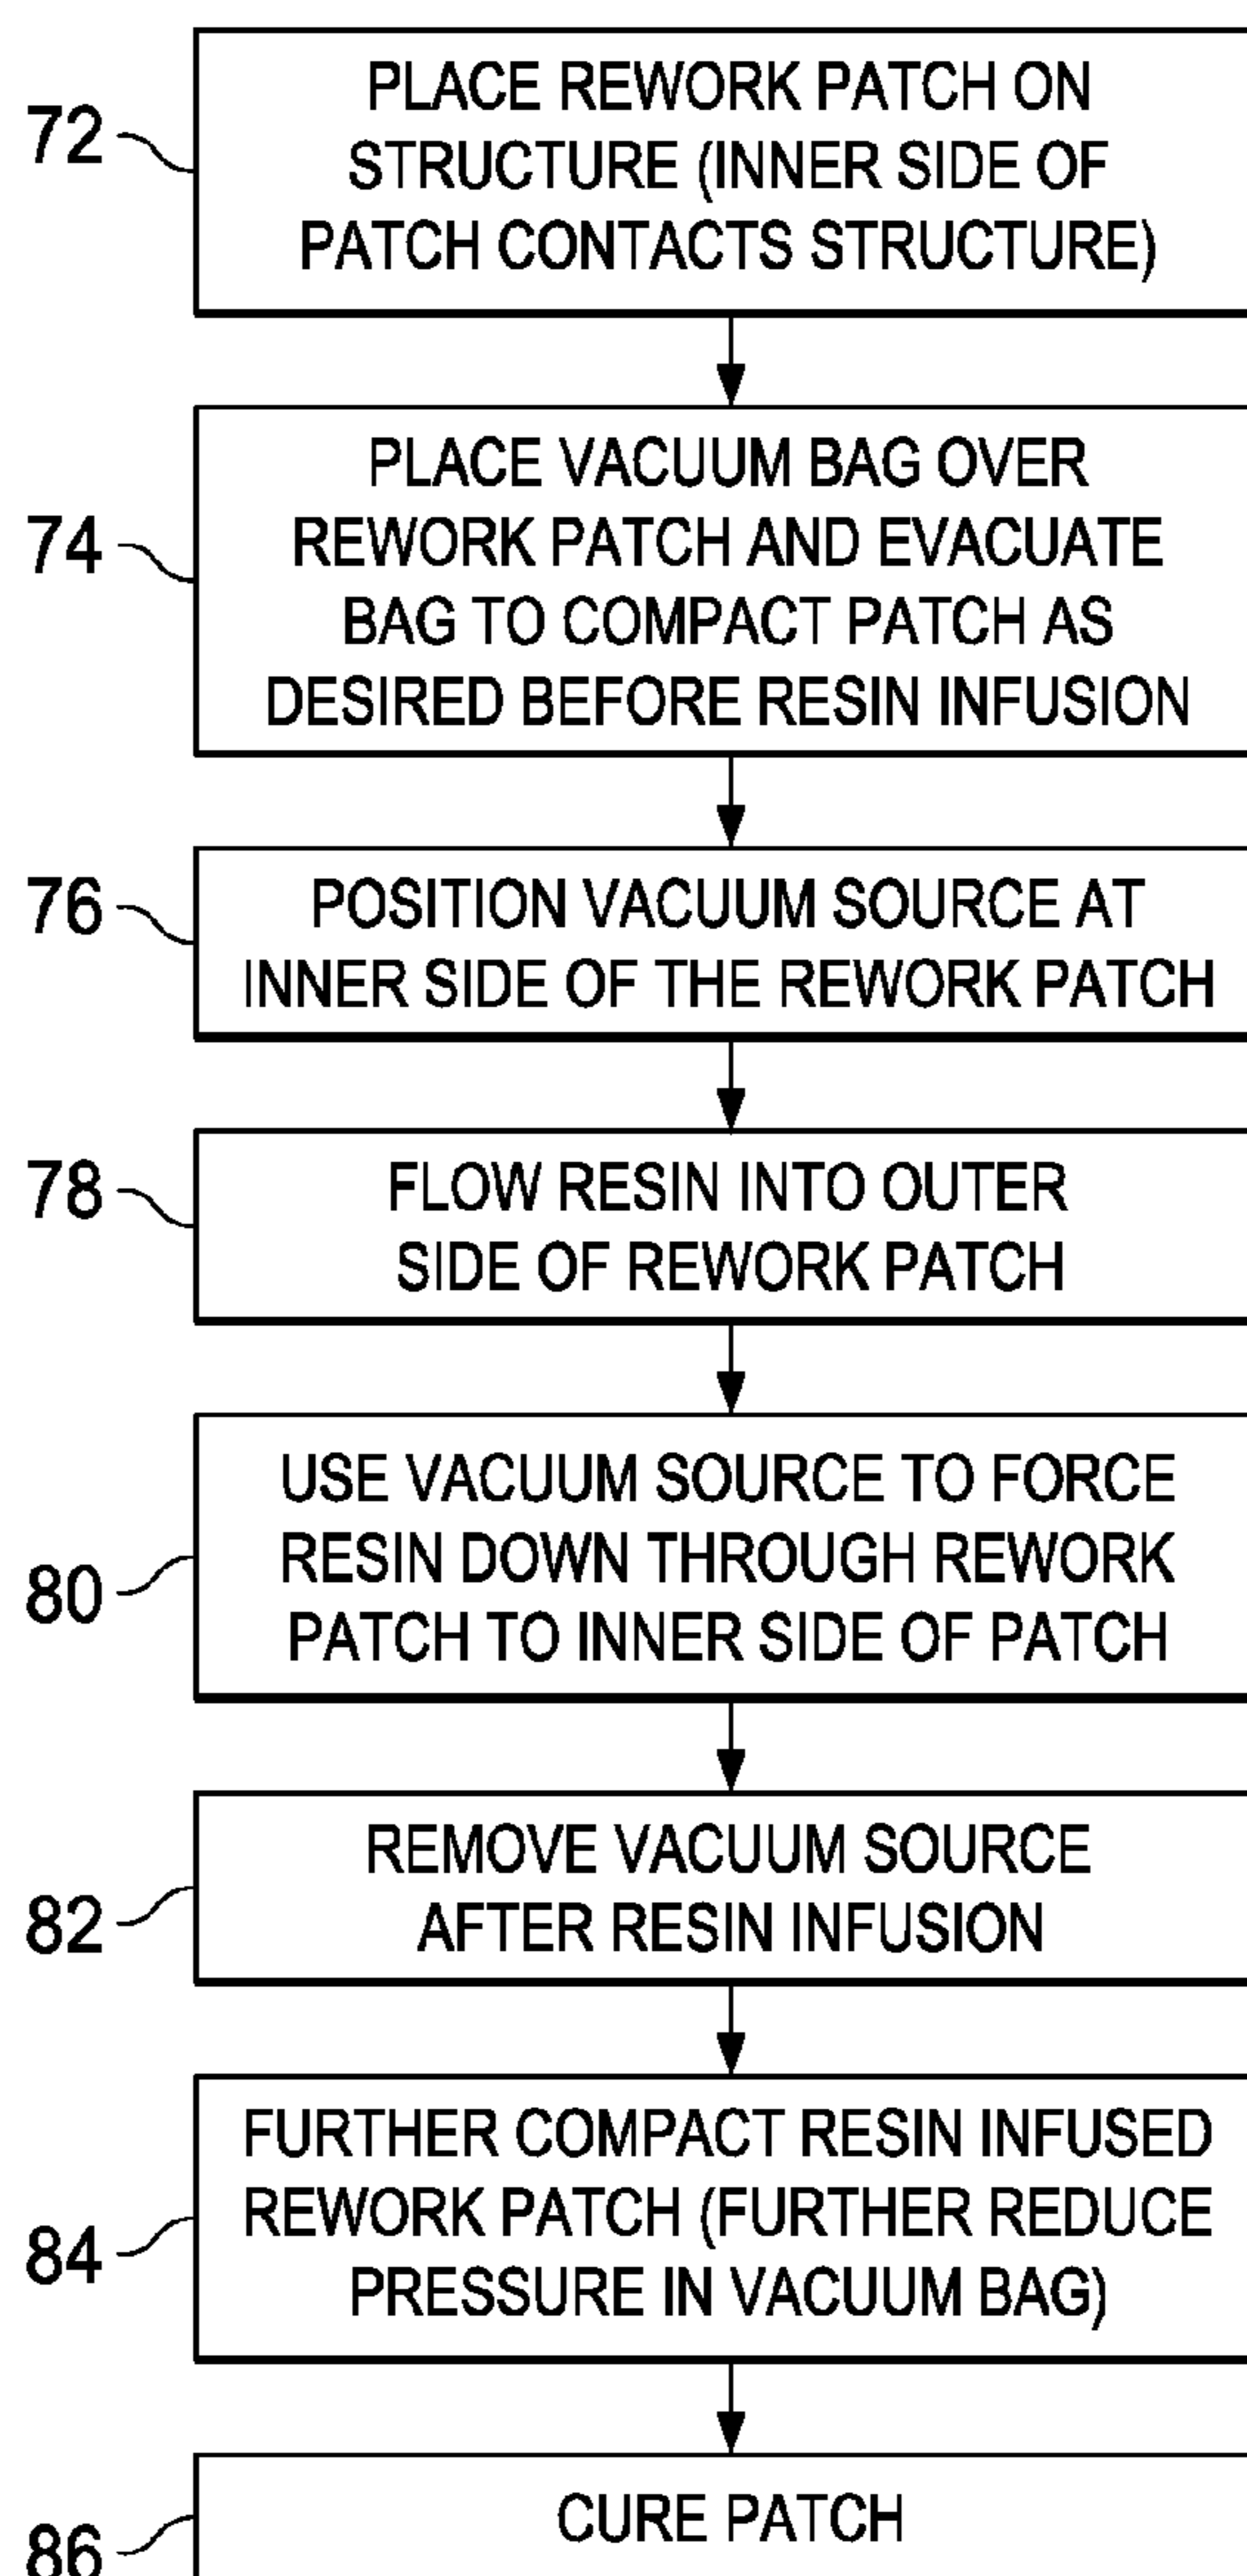 72
PLACE REWORK PATCH ON
STRUCTURE (INNER SIDE OF
PATCH CONTACTS STRUCTURE)
74
PLACE VACUUM BAG OVER
REWORK PATCH AND EVACUATE
BAG TO COMPACT PATCH AS
DESIRED BEFORE RESIN INFUSION
76
POSITION VACUUM SOURCE AT
INNER SIDE OF THE REWORK PATCH
78
FLOW RESIN INTO OUTER
SIDE OF REWORK PATCH
80
USE VACUUM SOURCE TO FORCE
RESIN DOWN THROUGH REWORK
PATCH TO INNER SIDE OF PATCH
82
REMOVE VACUUM SOURCE
AFTER RESIN INFUSION
84
FURTHER COMPACT RESIN INFUSED
REWORK PATCH (FURTHER REDUCE
PRESSURE IN VACUUM BAG)
86
CURE PATCH